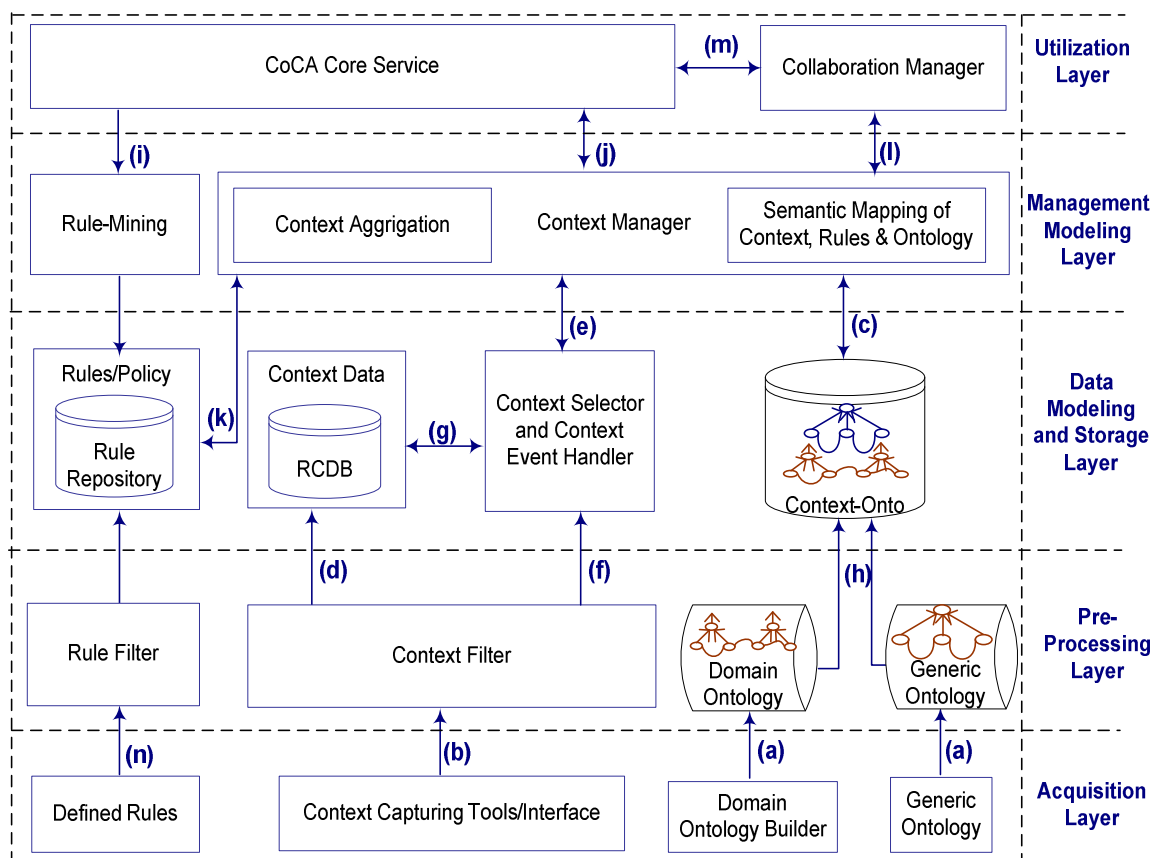 (m)
CoCA Core Service
Collaboration Manager
Utilization
Layer
(i)
(j)
(l)
Rule-Mining
Context Aggrigation
Context Manager
Semantic Mapping of
Context, Rules & Ontology
Management
Modeling
Layer
(e)
(c)
Rules/Policy
Rule
Repository
(k)
Context Data
RCDB
(g)
Context Selector
and Context
Event Handler
Context-Onto
Data
Modeling
and Storage
Layer
(d)
(f)
(h)
Rule Filter
Context Filter
Domain
Ontology
Generic
Ontology
Pre-
Processing
Layer
(n)
(b)
(a)
(a)
Defined Rules
Context Capturing Tools/Interface
Domain
Ontology Builder
Generic
Ontology
Acquisition
Layer